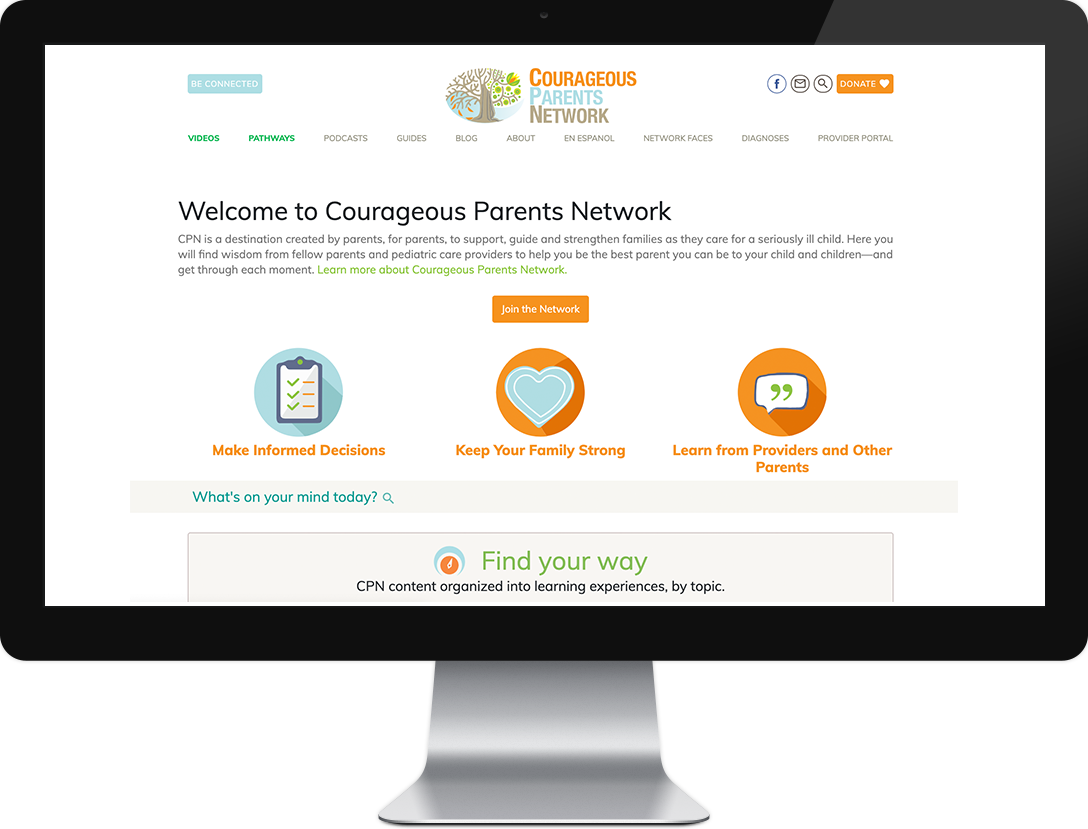 BE CONNECTED
COURAGEOUS
PARENTS
NETWORK
f
DONATE
VIDEOS PATHWAYS PODCASTS GUIDES BLOG ABOUT EN ESPANOL NETWORK FACES DIAGNOSES PROVIDER PORTAL
Welcome to Courageous Parents Network
CPN is a destination created by parents, for parents, to support, guide and strengthen families as they care for a seriously ill child. Here you
will find wisdom from fellow parents and pediatric care providers to help you be the best parent you can be to your child and children—and
get through each moment. Learn more about Courageous Parents Network.
Join the Network
Make Informed Decisions
Keep Your Family Strong
Learn from Providers and Other
Parents
What's on your mind today?
Find your way
CPN content organized into learning experiences, by topic.